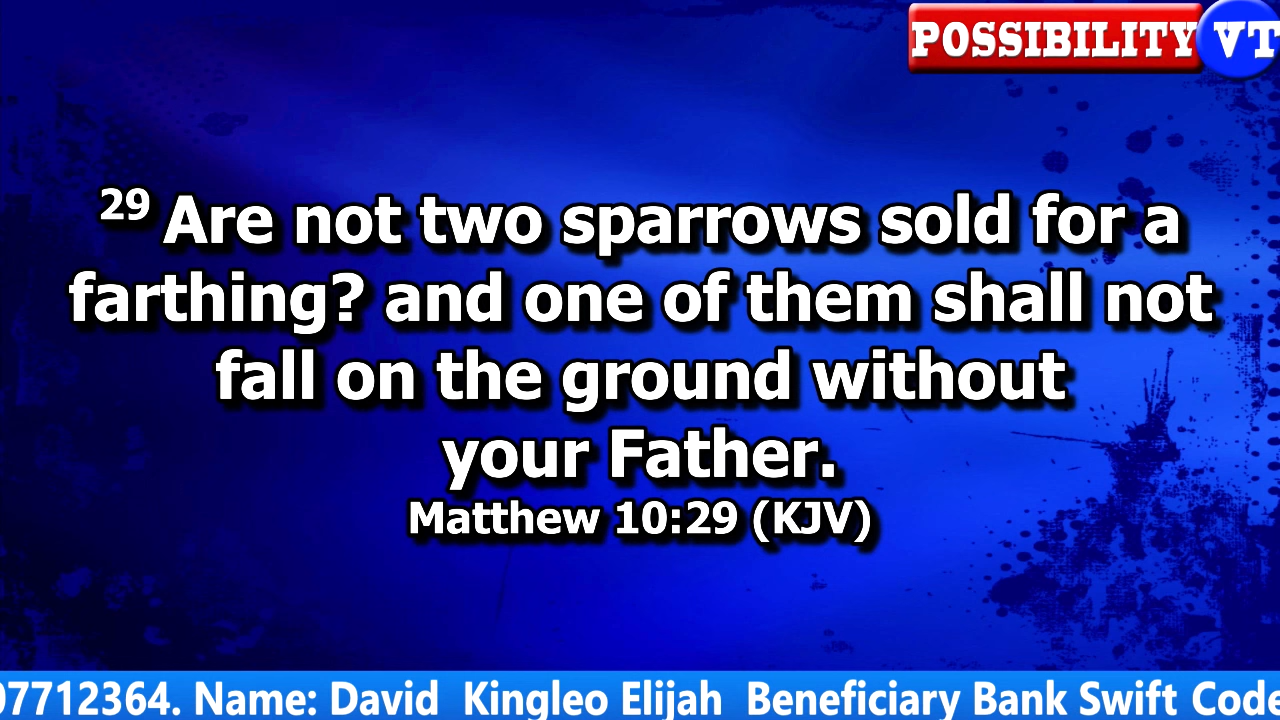 POSSIBILITY VT
29 Are not two sparrows sold for a
farthing? and one of them shall not
fall on the ground without
your Father.
Matthew 10:29 (KJV)
07712364. Name: David Kingleo Elijah Beneficiary Bank Swift Code